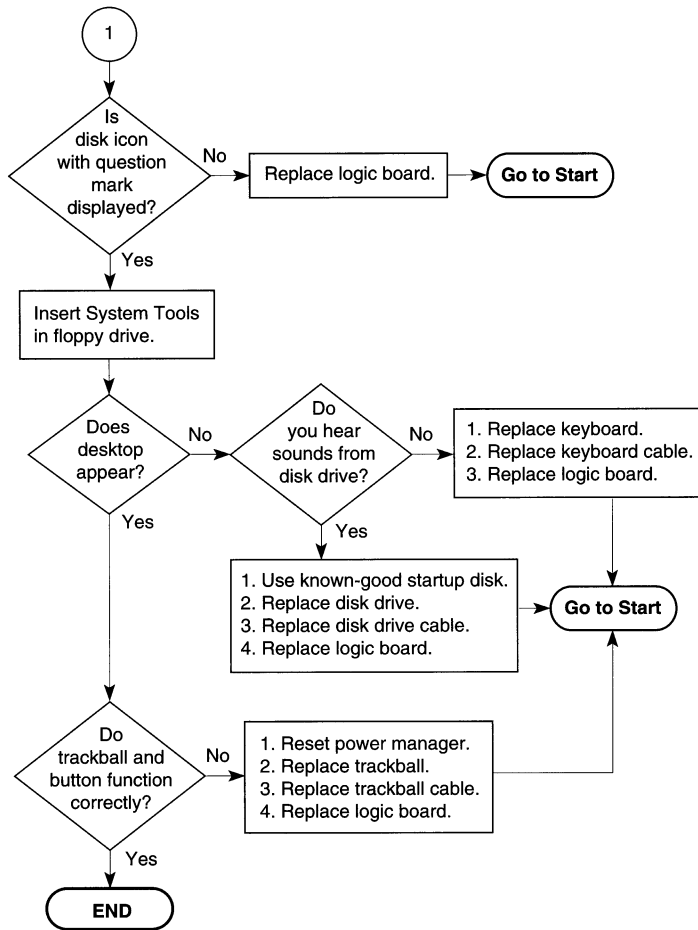 1
Is
disk icon
with question
mark
displayed?
No
Replace logic board.
Go to Start
Yes
Insert System Tools
in floppy drive.
Does
desktop
appear?
No
Do
you hear
sounds from
disk drive?
No
1. Replace keyboard.
2. Replace keyboard cable.
3. Replace logic board.
Yes
Yes
1. Use known-good startup disk.
2. Replace disk drive.
3. Replace disk drive cable.
4. Replace logic board.
Go to Start
Do
trackball and
button function
correctly?
No
1. Reset power manager.
2. Replace trackball.
3. Replace trackball cable.
4. Replace logic board.
Yes
END